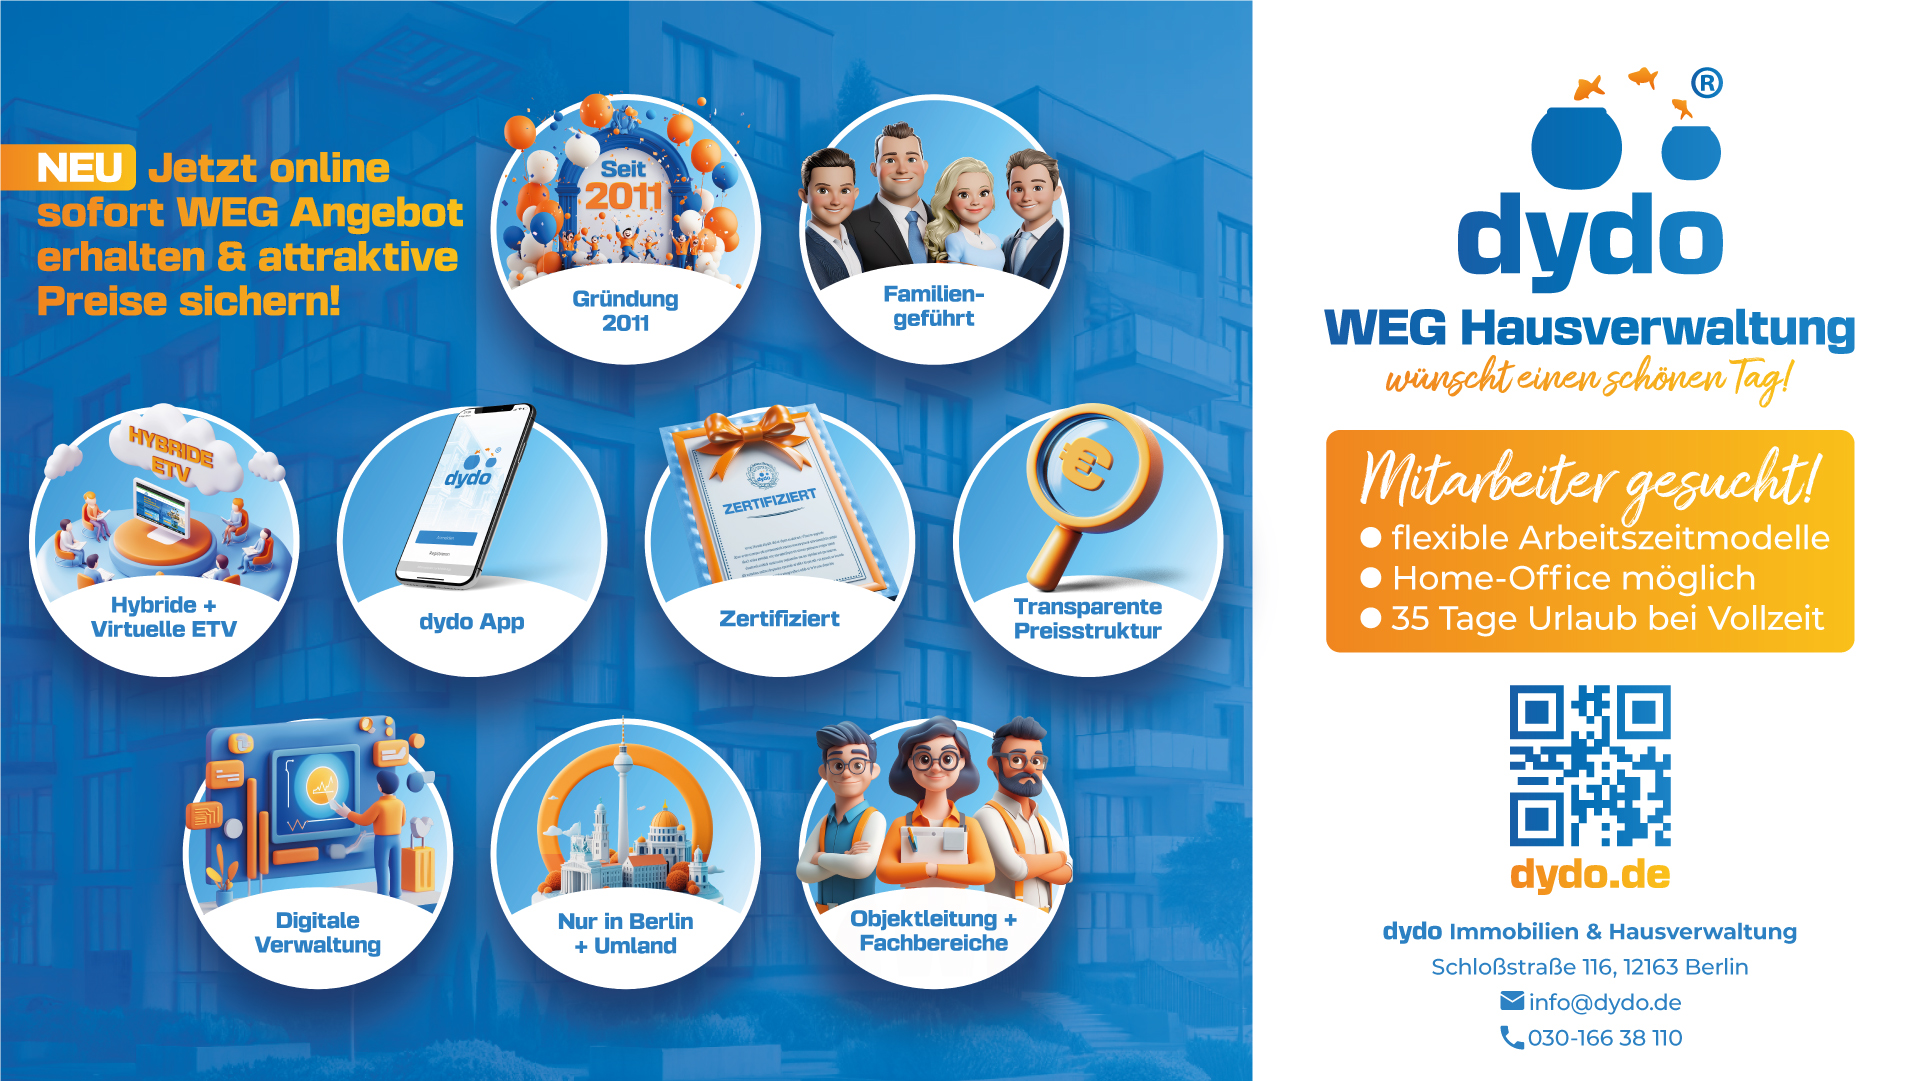 NEU Jetzt online
sofort WEG Angebot
erhalten & attraktive
Preise sichern!
Seit
2011
Gründung
2011
Familien-
geführt
HYBRIDE
ETV
Hybride +
Virtuelle ETV
dydo
®
Registrieren
dydo App
dydo
ZERTIFIZIERT
Zertifiziert
€
Transparente
Preisstruktur
Digitale
Verwaltung
Nur in Berlin
+ Umland
Objektleitung +
Fachbereiche
®
dydo
WEG Hausverwaltung
wünscht einen schönen Tag!
Mitarbeiter gesucht!
● flexible Arbeitszeitmodelle
● Home-Office möglich
● 35 Tage Urlaub bei Vollzeit
dydo.de
dydo Immobilien & Hausverwaltung
Schloßstraße 116, 12163 Berlin
info@dydo.de
030-166 38 110